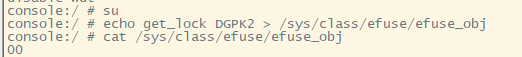 console:/ # su
console:/ # echo get_lock DGPK2 > /sys/class/efuse/efuse_obj
console:/ # cat /sys/class/efuse/efuse_obj
00